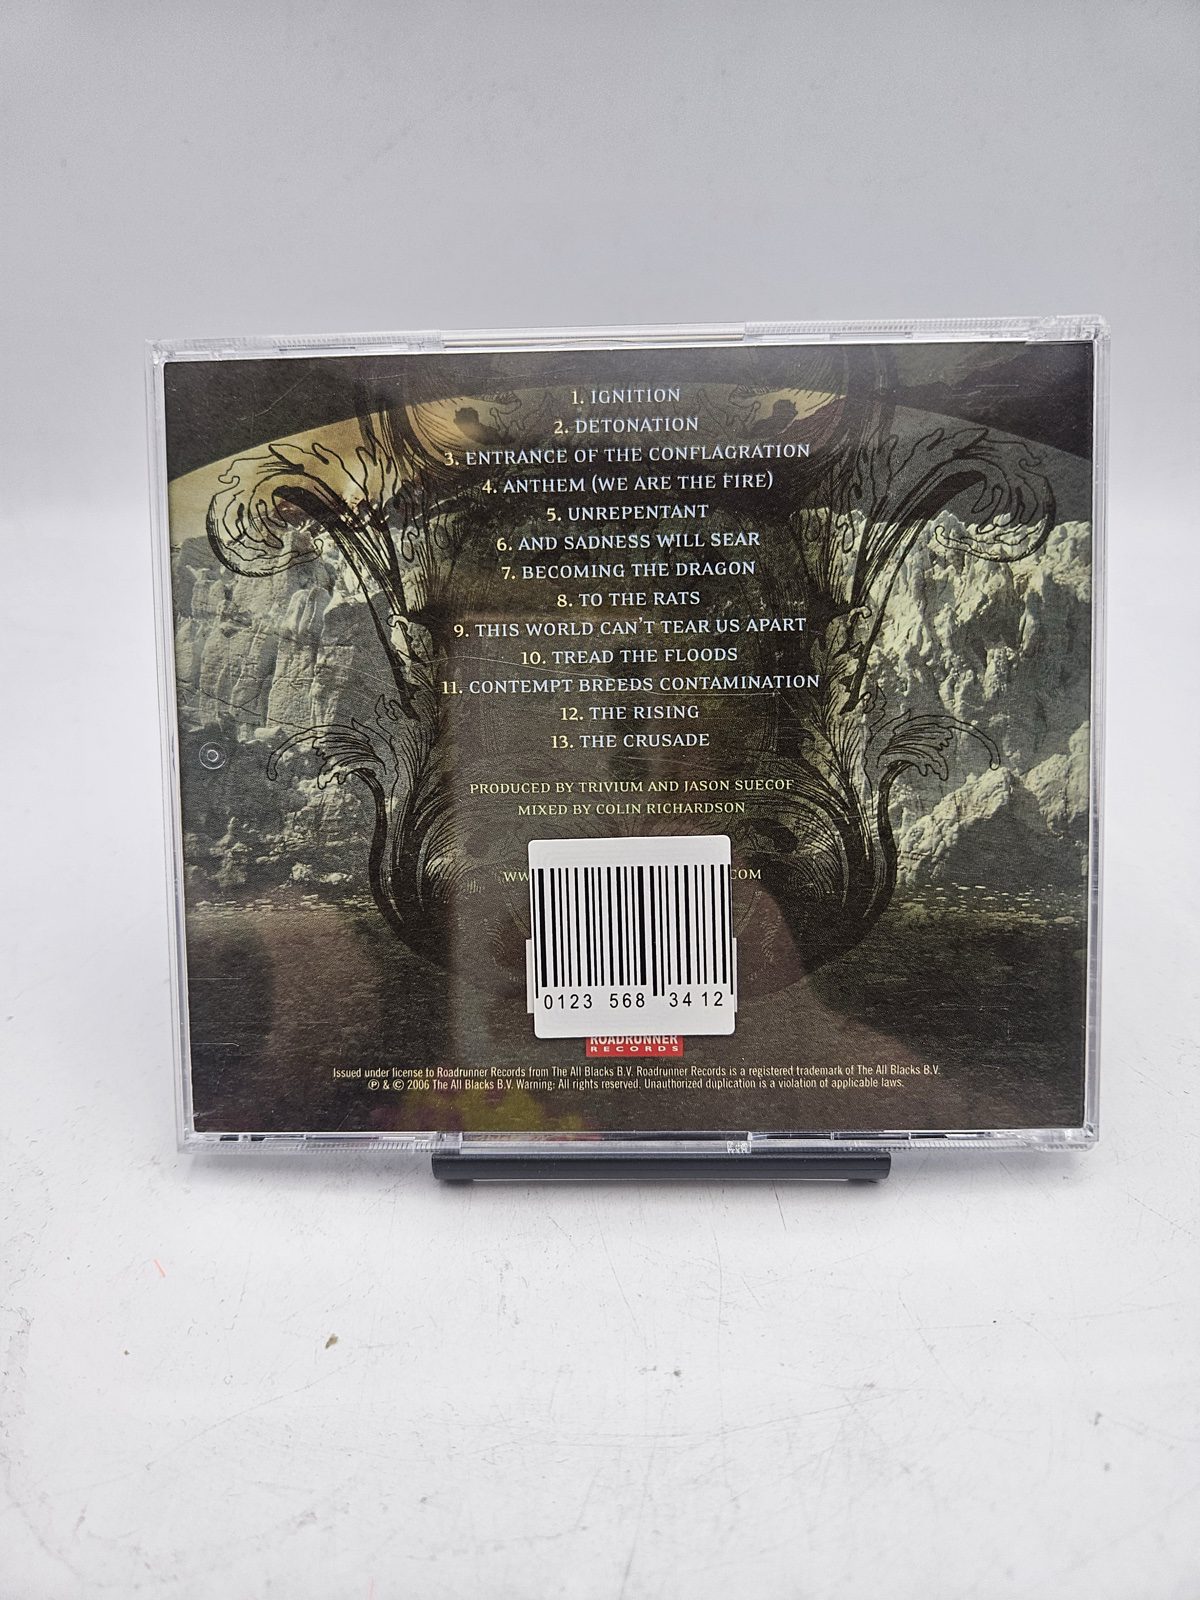 1. IGNITION
2. DETONATION
3. ENTRANCE OF THE CONFLAGRATION
4. ANTHEM (WE ARE THE FIRE)
5. UNREPENTANT
6. AND SADNESS WILL SEAR
7. BECOMING THE DRAGON
8. TO THE RATS
9. THIS WORLD CAN'T TEAR US APART
10. TREAD THE FLOODS
11. CONTEMPT BREEDS CONTAMINATION
12. THE RISING
13. THE CRUSADE
PRODUCED BY TRIVIUM AND JASON SUECOF
MIXED BY COLIN RICHARDSON
COM
0123 568 3412
ROADRUNNER
RECORDS
Issued under license to Roadrunner Records from The All Blacks B.V. Roadrunner Records is a registered trademark of The All Blacks B.V.
℗ & © 2006 The All Blacks B.V. Warning: All rights reserved. Unauthorized duplication is a violation of applicable laws.